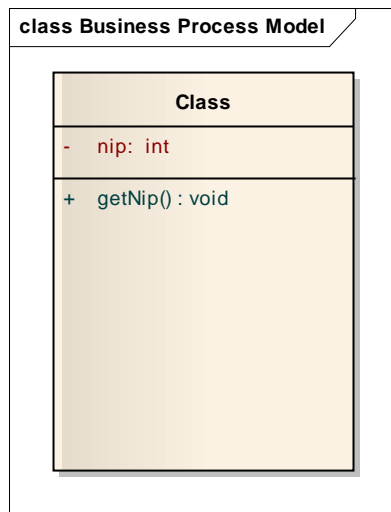 class Business Process Model
Class
- nip: int
+ getNip() : void